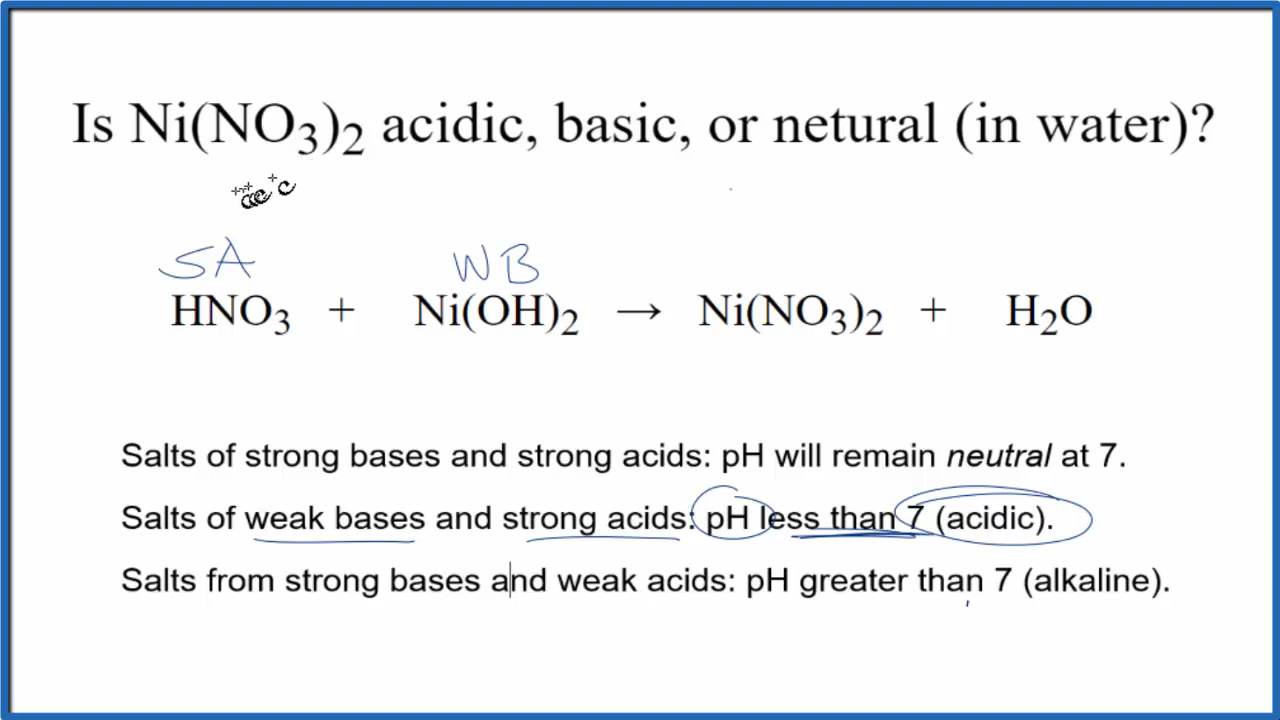 Is Ni(NO₃)₂ acidic, basic, or netural (in water)?
SA WB
HNO₃ + Ni(OH)₂ → Ni(NO₃)₂ + H₂O
Salts of strong bases and strong acids: pH will remain neutral at 7.
Salts of weak bases and strong acids: pH less than 7 (acidic).
Salts from strong bases and weak acids: pH greater than 7 (alkaline).